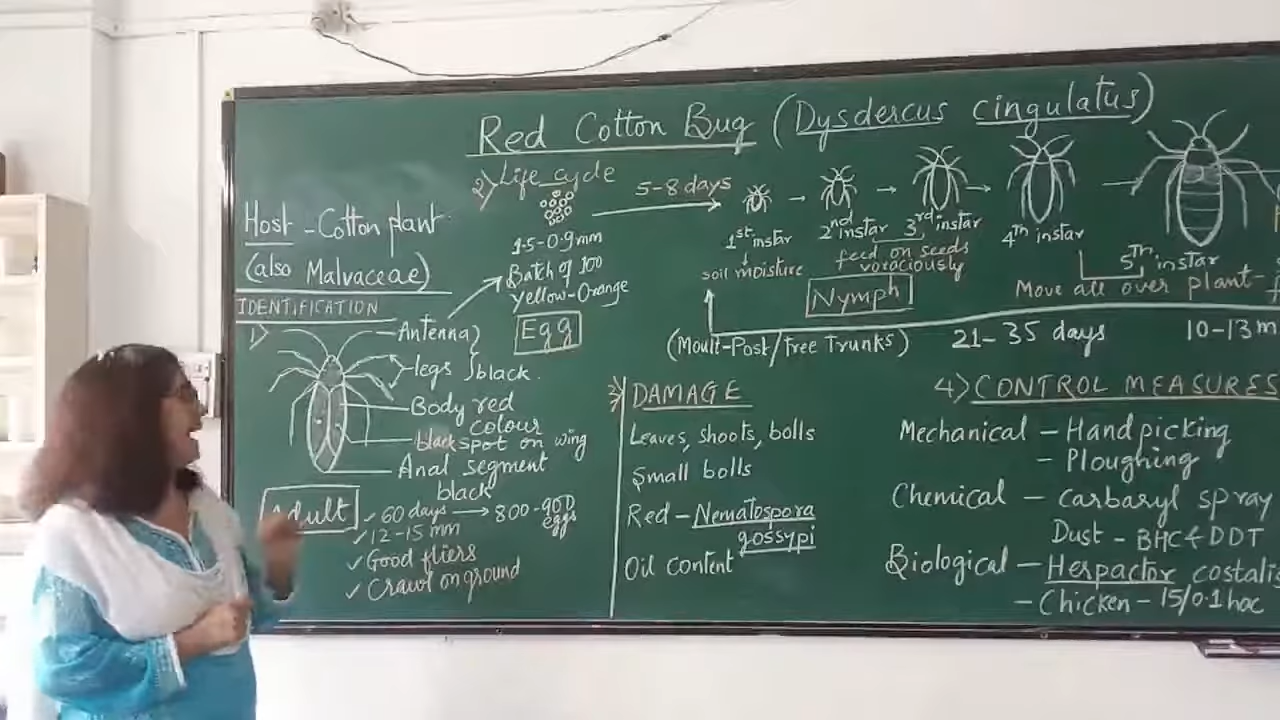 Red Cotton Bug (Dysdercus cingulatus)
Host - Cotton plant
(also Malvaceae)
IDENTIFICATION
1)
Antenna
legs } black.
Body red
colour
black spot on wing
Anal segment
black
Adult
✓ 60 days → 800-900
eggs
✓ 12-15 mm
✓ Good fliers
✓ Crawl on ground
2) Life cycle
1.5-0.9mm
Batch of 100
Yellow-Orange
Egg
5-8 days
1st instar
soil moisture
2nd instar 3rd instar
feed on seeds
voraciously
4th instar
5th instar
Move all over plant-
Nymph
(Moult-Post/Tree Trunks) 21-35 days 10-13m
3) DAMAGE
Leaves, shoots, bolls
Small bolls
Red - Nematospora
gossypi
Oil content
4) CONTROL MEASURES
Mechanical - Handpicking
- Ploughing
Chemical - Carbaryl spray
Dust - BHC & DDT
Biological - Herpactor costalis
- Chicken - 15/0.1 hac